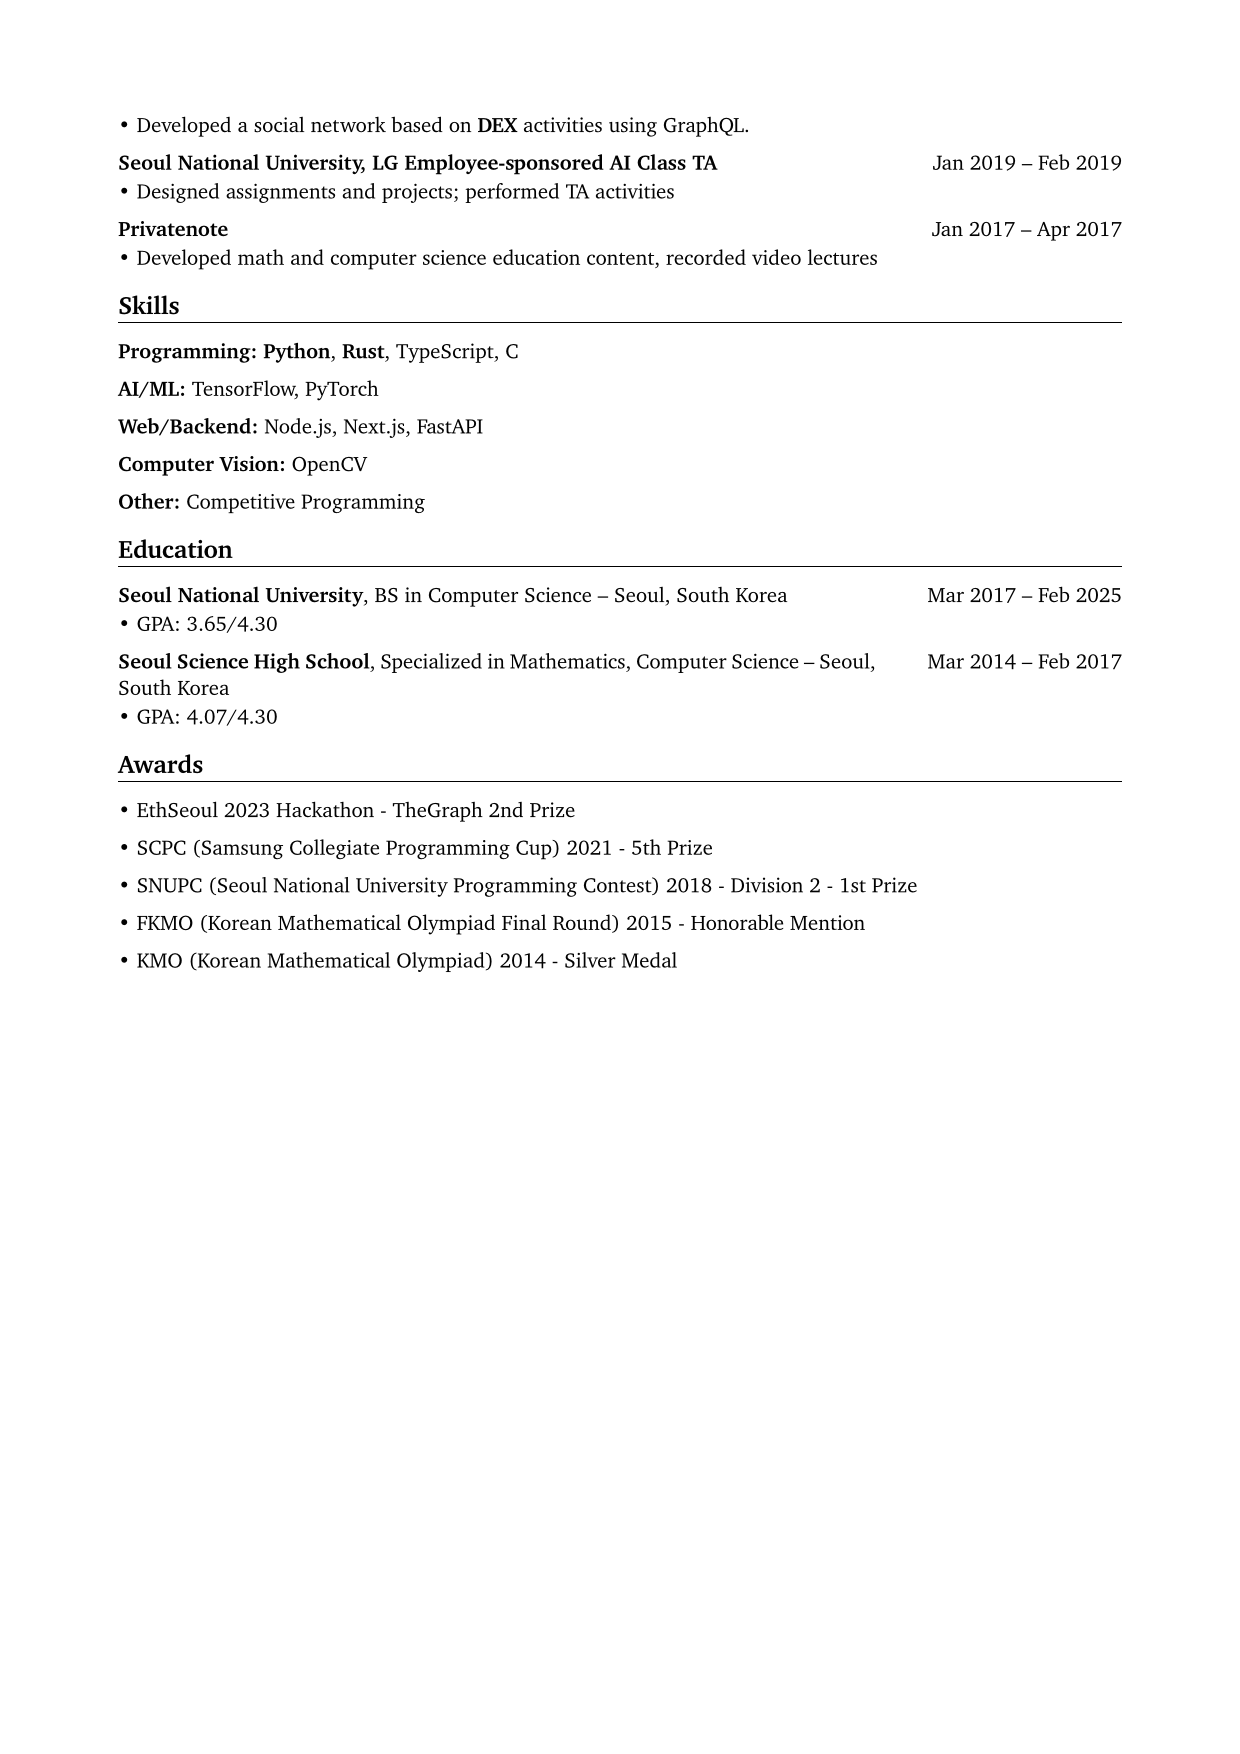 • Developed a social network based on DEX activities using GraphQL.
Seoul National University, LG Employee-sponsored AI Class TA Jan 2019 – Feb 2019
• Designed assignments and projects; performed TA activities
Privatenote Jan 2017 – Apr 2017
• Developed math and computer science education content, recorded video lectures
Skills
Programming: Python, Rust, TypeScript, C
AI/ML: TensorFlow, PyTorch
Web/Backend: Node.js, Next.js, FastAPI
Computer Vision: OpenCV
Other: Competitive Programming
Education
Seoul National University, BS in Computer Science – Seoul, South Korea Mar 2017 – Feb 2025
• GPA: 3.65/4.30
Seoul Science High School, Specialized in Mathematics, Computer Science – Seoul, Mar 2014 – Feb 2017
South Korea
• GPA: 4.07/4.30
Awards
• EthSeoul 2023 Hackathon - TheGraph 2nd Prize
• SCPC (Samsung Collegiate Programming Cup) 2021 - 5th Prize
• SNUPC (Seoul National University Programming Contest) 2018 - Division 2 - 1st Prize
• FKMO (Korean Mathematical Olympiad Final Round) 2015 - Honorable Mention
• KMO (Korean Mathematical Olympiad) 2014 - Silver Medal